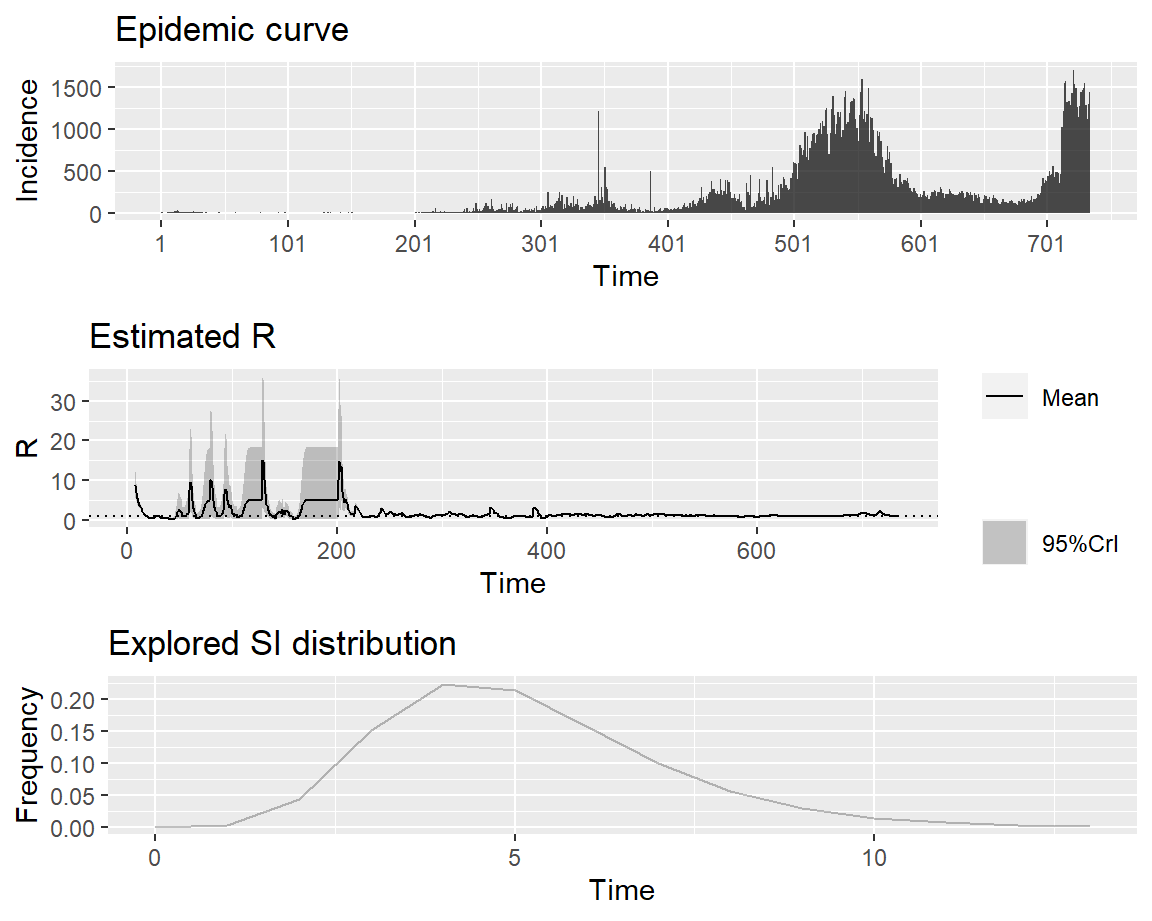 Epidemic curve
Incidence
1500
1000
500
0
1 101 201 301 401 501 601 701
Time
Estimated R
R
30
20
10
0
0 200 400 600
Time
Mean
95%CrI
Explored SI distribution
Frequency
0.20
0.15
0.10
0.05
0.00
0 5 10
Time